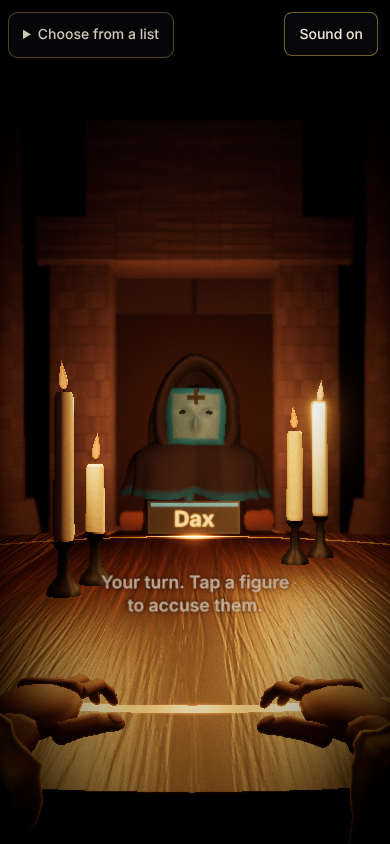 Choose from a list
Sound on
Dax
Your turn. Tap a figure
to accuse them.